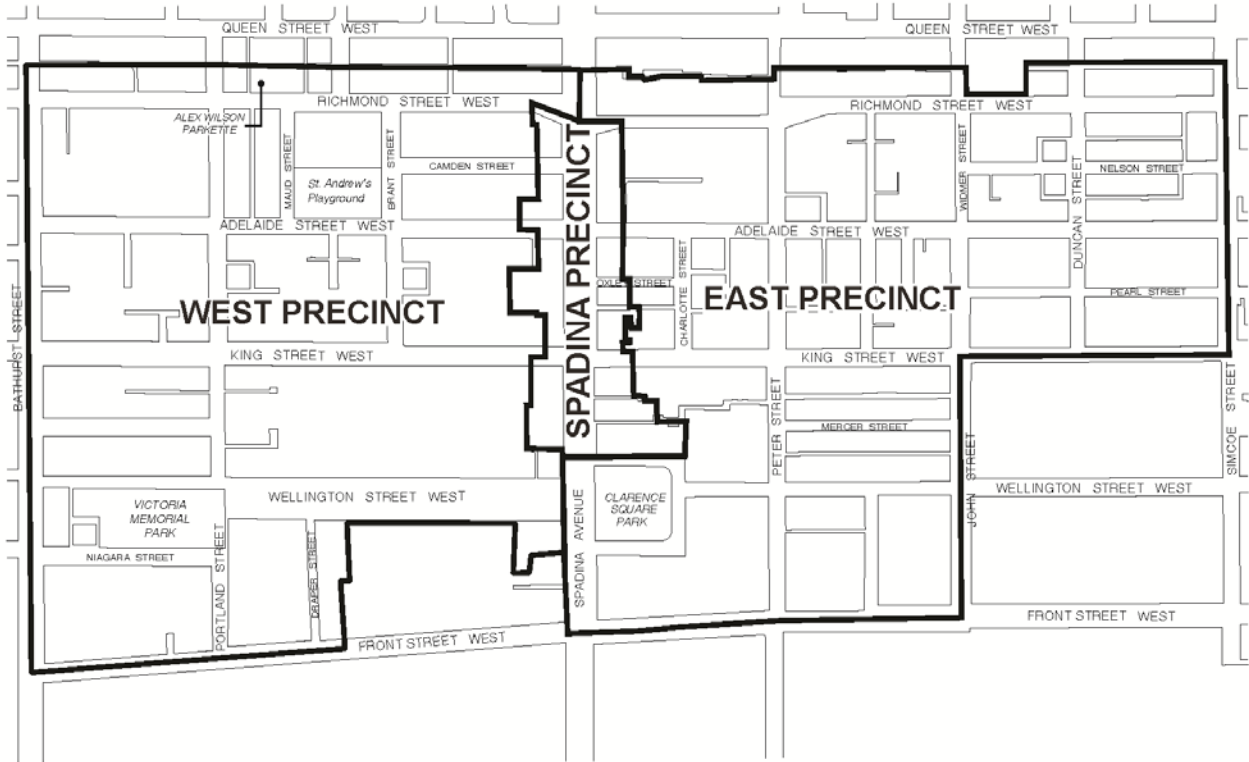 QUEEN STREET WEST
QUEEN STREET WEST
RICHMOND STREET WEST
RICHMOND STREET WEST
ALEX WILSON
PARKETTE
MAUD STREET
BRANT STREET
CAMDEN STREET
St. Andrew's
Playground
SPADINA PRECINCT
WIDMER STREET
DUNCAN STREET
NELSON STREET
ADELAIDE STREET WEST
ADELAIDE STREET WEST
BATHURST STREET
OXLEY STREET
CHARLOTTE STREET
PEARL STREET
WEST PRECINCT
EAST PRECINCT
KING STREET WEST
KING STREET WEST
PETER STREET
MERCER STREET
JOHN STREET
SIMCOE STREET
WELLINGTON STREET WEST
WELLINGTON STREET WEST
VICTORIA
MEMORIAL
PARK
CLARENCE
SQUARE
PARK
SPADINA AVENUE
NIAGARA STREET
PORTLAND STREET
DRAPER STREET
FRONT STREET WEST
FRONT STREET WEST